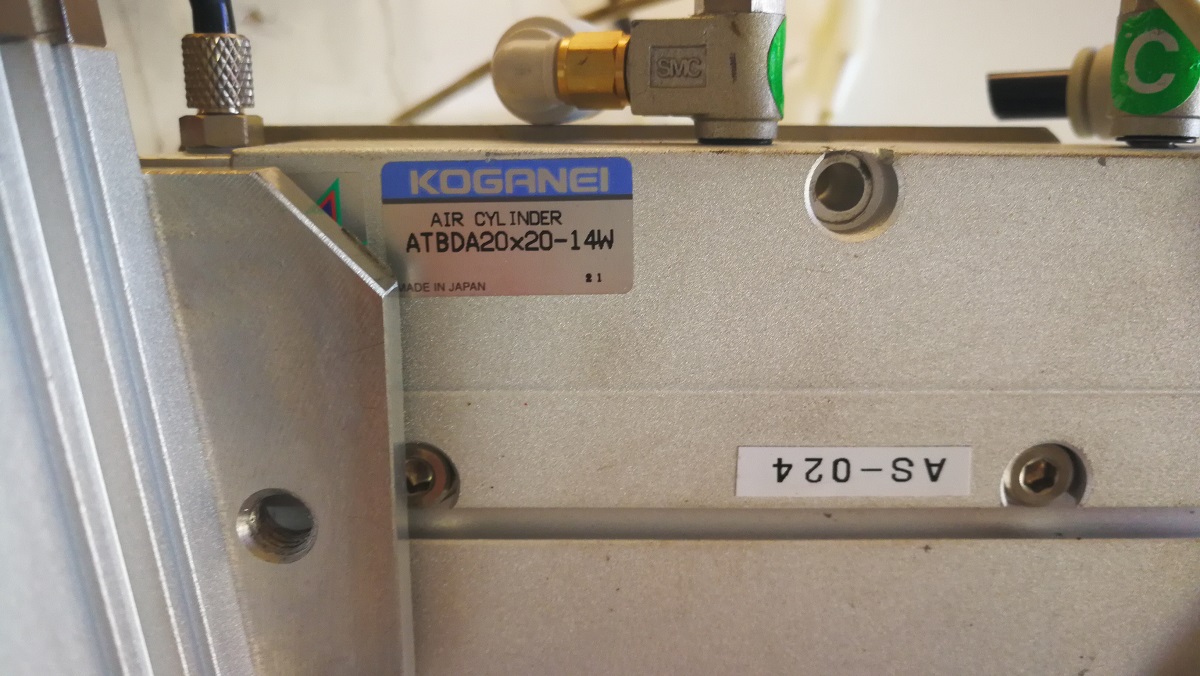 SMC
C
KOGANEI
AIR CYLINDER
ATBDA20x20-14W
21
MADE IN JAPAN
AS-024